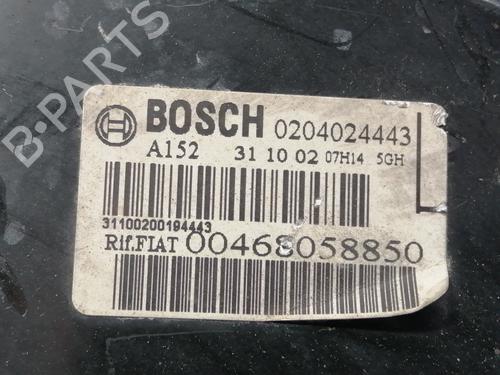 B-PARTS
BOSCH 0204024443
A152 31 10 02 07H14 5GH
31100200194443
Rif.FIAT 00468058850